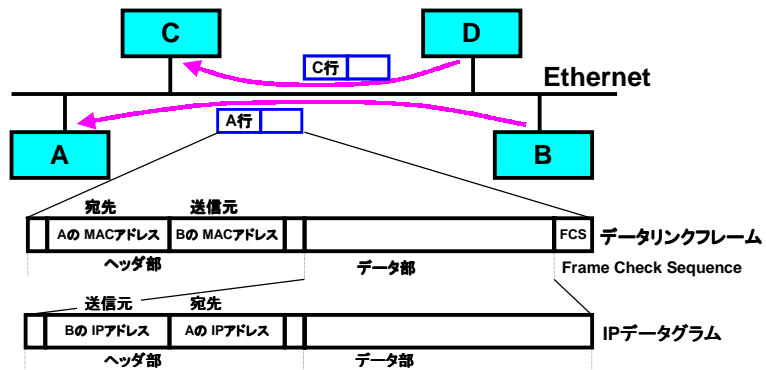 C
D
C行
Ethernet
A行
A
B
宛先 送信元
AのMACアドレス BのMACアドレス FCS データリンクフレーム
ヘッダ部 データ部 Frame Check Sequence
送信元 宛先
BのIPアドレス AのIPアドレス IPデータグラム
ヘッダ部 データ部